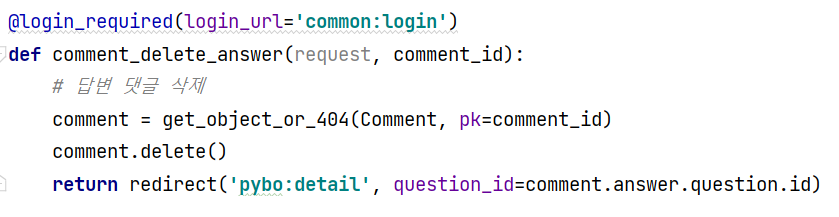 @login_required(login_url='common:login')
def comment_delete_answer(request, comment_id):
    # 답변 댓글 삭제
    comment = get_object_or_404(Comment, pk=comment_id)
    comment.delete()
    return redirect('pybo:detail', question_id=comment.answer.question.id)